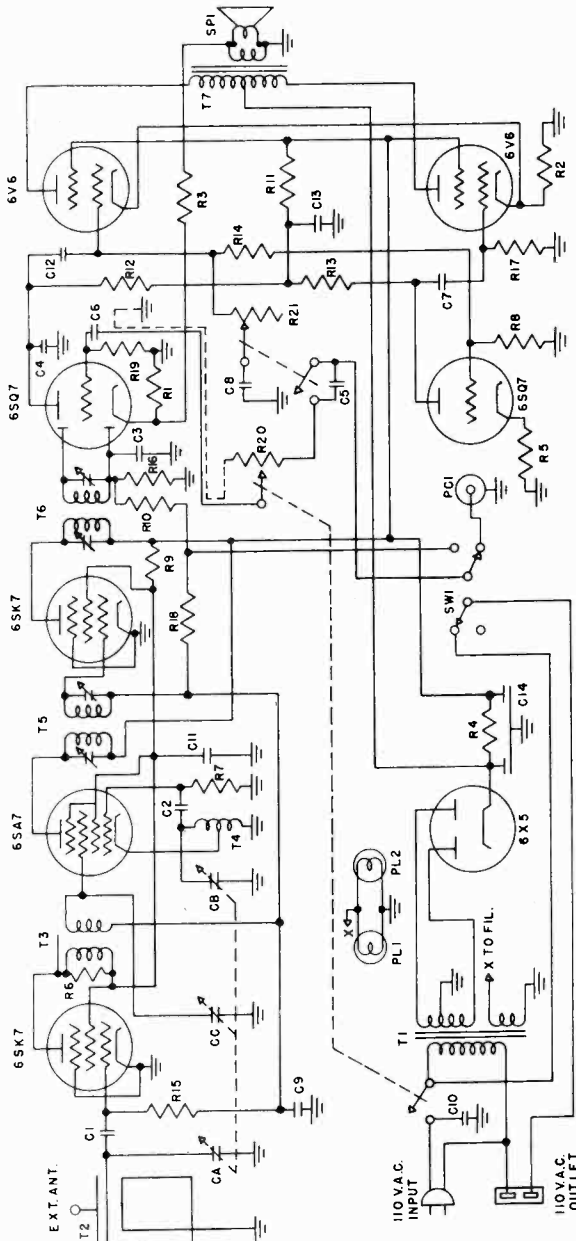 EXT. ANT.
T2
CA
C1
6SK7
R15
C9
R6
T3
CC
6SA7
CB
C2
T4
R7
C11
T5
6SK7
R18
R9
T6
R10
R16
C3
6SQ7
C4
R1
R19
C6
C12
R12
R20
C8
C5
R21
R14
R13
C13
R11
R3
6V6
T7
SP1
110 V.A.C.
INPUT
110 V.A.C.
OUTLET
C10
T1
X TO FIL.
PL1
X
PL2
6X5
R4
C14
SW1
PC1
R5
6SQ7
R8
C7
R17
6V6
R2